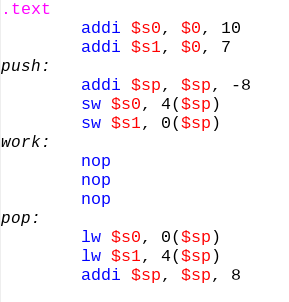 .text
addi $s0, $0, 10
addi $s1, $0, 7
push:
addi $sp, $sp, -8
sw $s0, 4($sp)
sw $s1, 0($sp)
work:
nop
nop
nop
pop:
lw $s0, 0($sp)
lw $s1, 4($sp)
addi $sp, $sp, 8